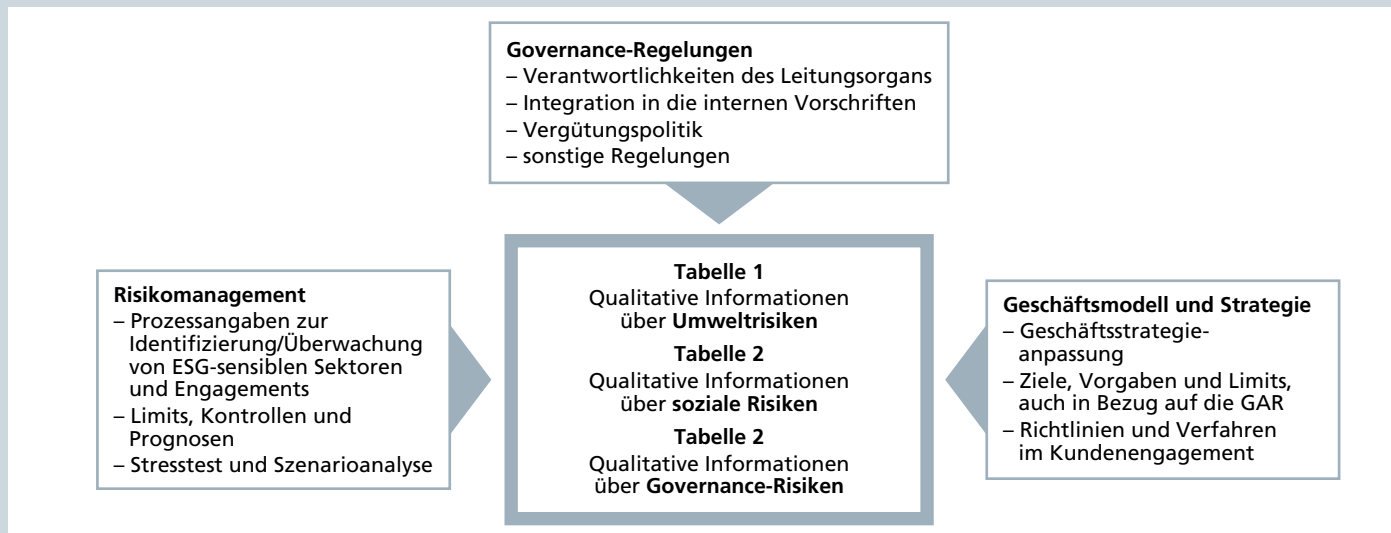 Governance-Regelungen
– Verantwortlichkeiten des Leitungsorgans
– Integration in die internen Vorschriften
– Vergütungspolitik
– sonstige Regelungen
Risikomanagement
– Prozessangaben zur
Identifizierung/Überwachung
von ESG-sensiblen Sektoren
und Engagements
– Limits, Kontrollen und
Prognosen
– Stresstest und Szenarioanalyse
Tabelle 1
Qualitative Informationen
über Umweltrisiken
Tabelle 2
Qualitative Informationen
über soziale Risiken
Tabelle 2
Qualitative Informationen
über Governance-Risiken
Geschäftsmodell und Strategie
– Geschäftsstrategie-
anpassung
– Ziele, Vorgaben und Limits,
auch in Bezug auf die GAR
– Richtlinien und Verfahren
im Kundenengagement